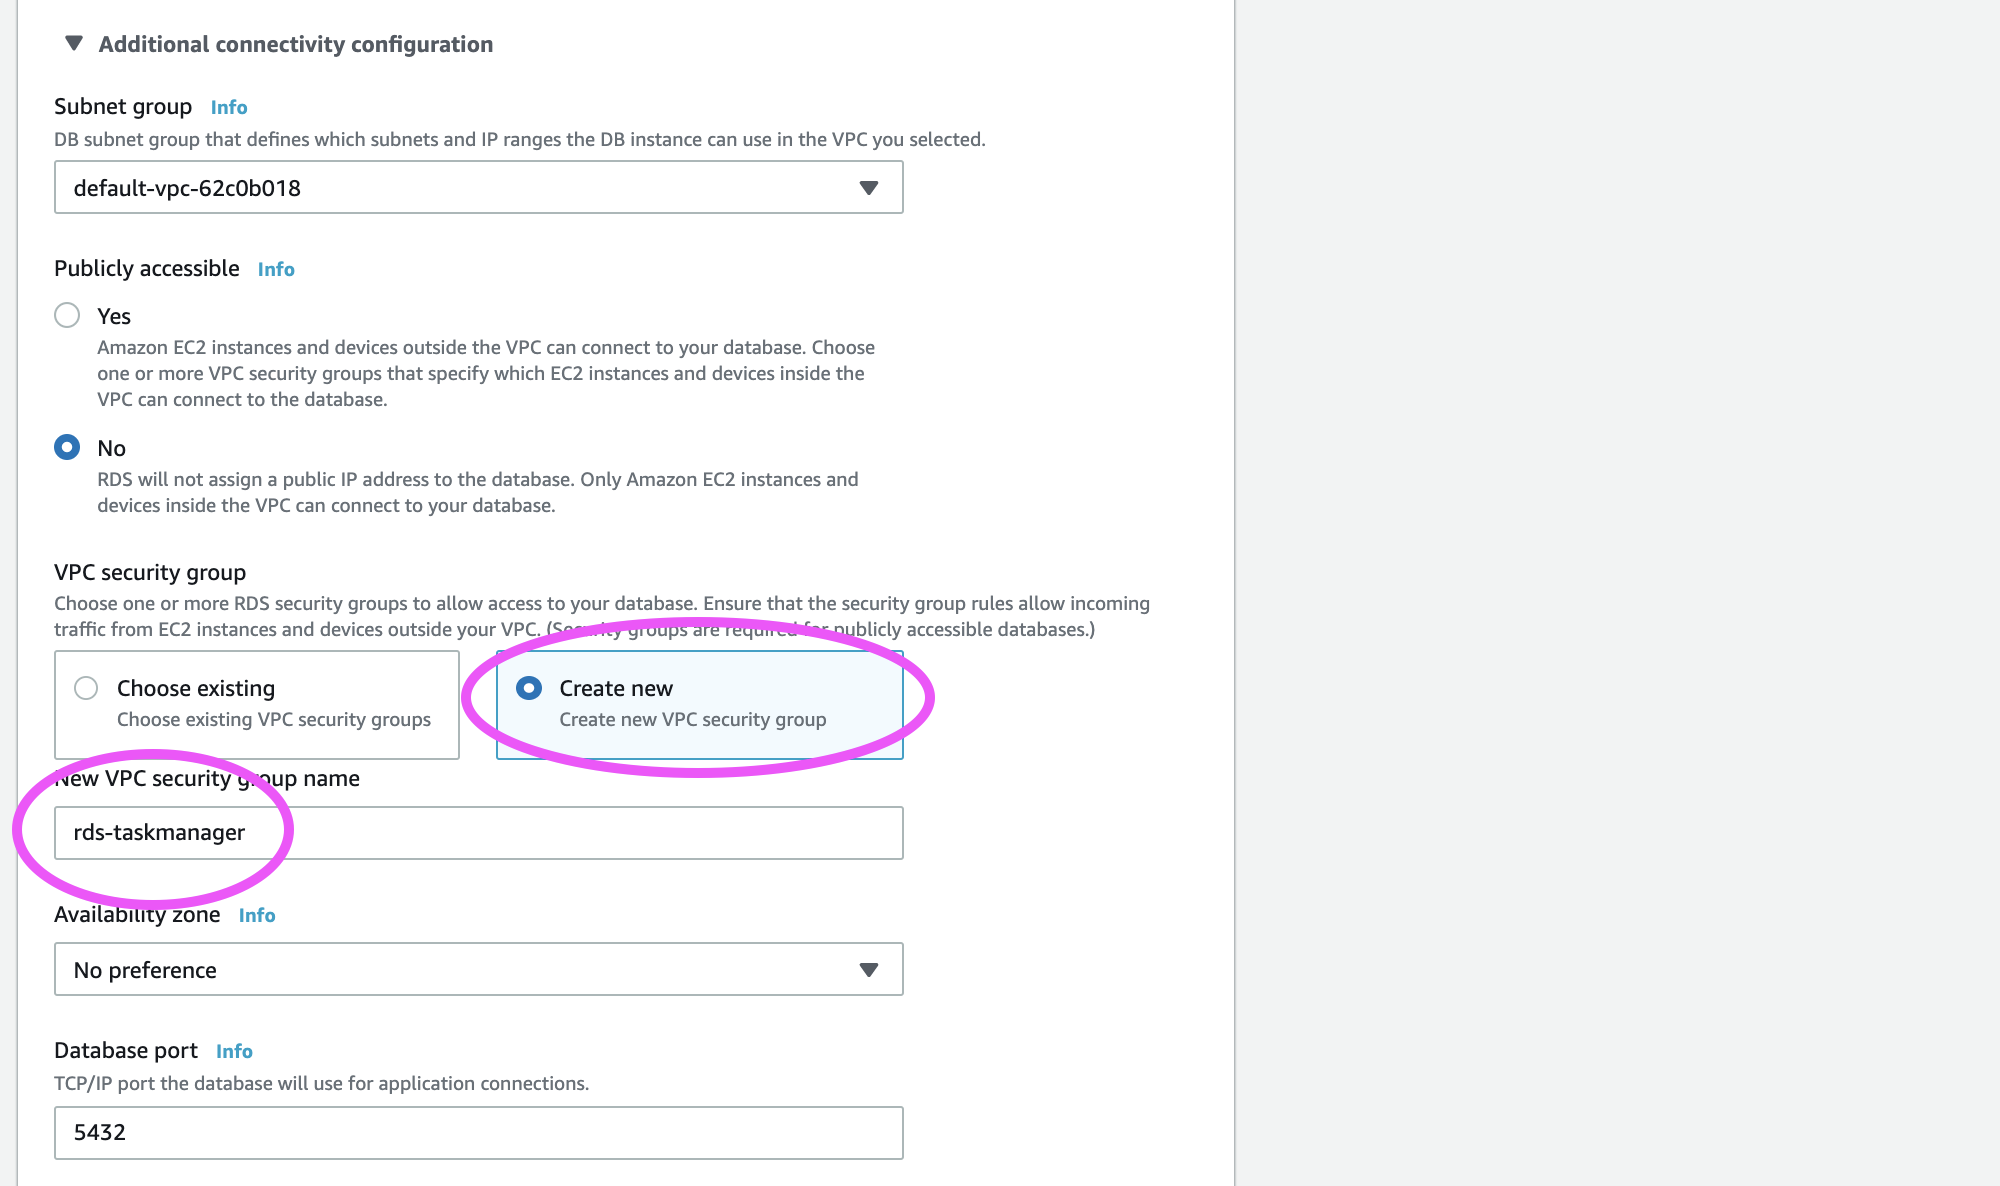 Additional connectivity configuration
Subnet group Info
DB subnet group that defines which subnets and IP ranges the DB instance can use in the VPC you selected.
default-vpc-62c0b018
Publicly accessible Info
Yes
Amazon EC2 instances and devices outside the VPC can connect to your database. Choose
one or more VPC security groups that specify which EC2 instances and devices inside the
VPC can connect to the database.
No
RDS will not assign a public IP address to the database. Only Amazon EC2 instances and
devices inside the VPC can connect to your database.
VPC security group
Choose one or more RDS security groups to allow access to your database. Ensure that the security group rules allow incoming
traffic from EC2 instances and devices outside your VPC. (Security groups are required for publicly accessible databases.)
Choose existing
Choose existing VPC security groups
Create new
Create new VPC security group
New VPC security group name
rds-taskmanager
Availability zone Info
No preference
Database port Info
TCP/IP port the database will use for application connections.
5432